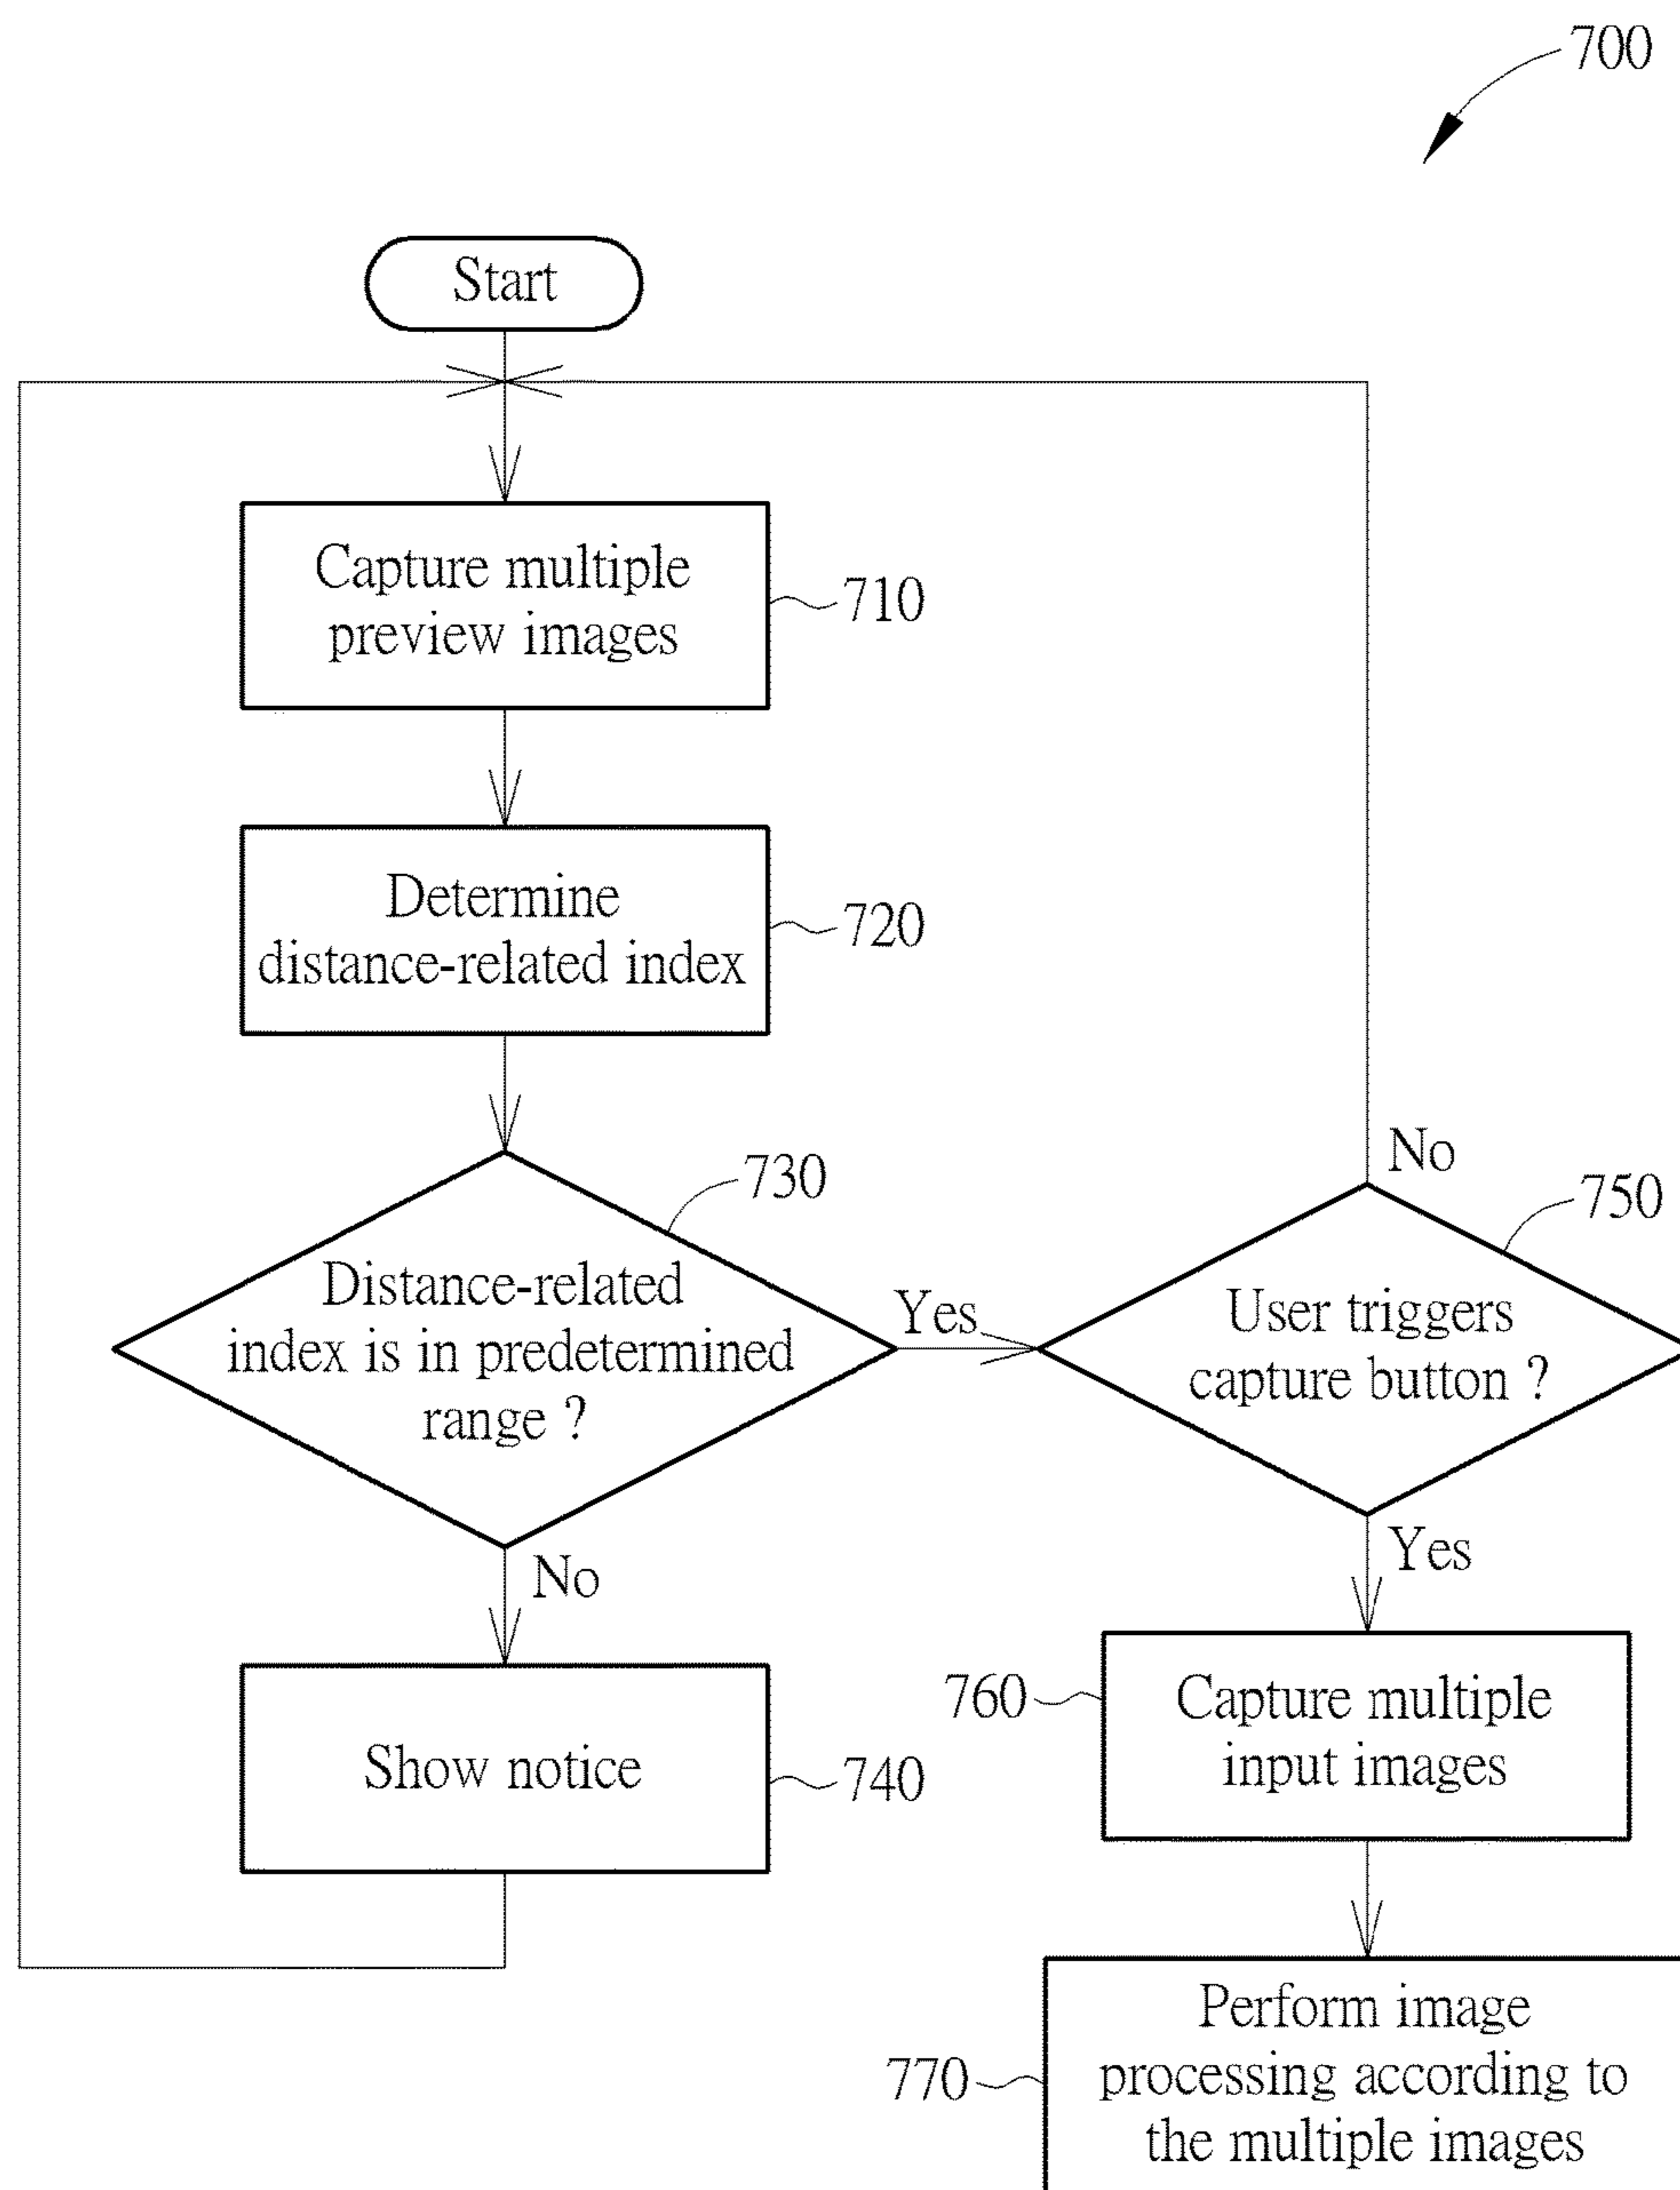 700
Start
Capture multiple
preview images
710
Determine
distance-related index
720
730
Distance-related
index is in predetermined
range ?
Yes
No
Show notice
740
No
750
User triggers
capture button ?
Yes
760
Capture multiple
input images
770
Perform image
processing according to
the multiple images